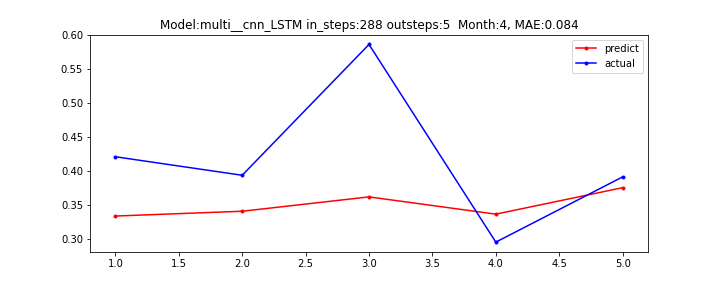 Model:multi__cnn_LSTM in_steps:288 outsteps:5  Month:4, MAE:0.084
predict
actual
0.60
0.55
0.50
0.45
0.40
0.35
0.30
1.0 1.5 2.0 2.5 3.0 3.5 4.0 4.5 5.0